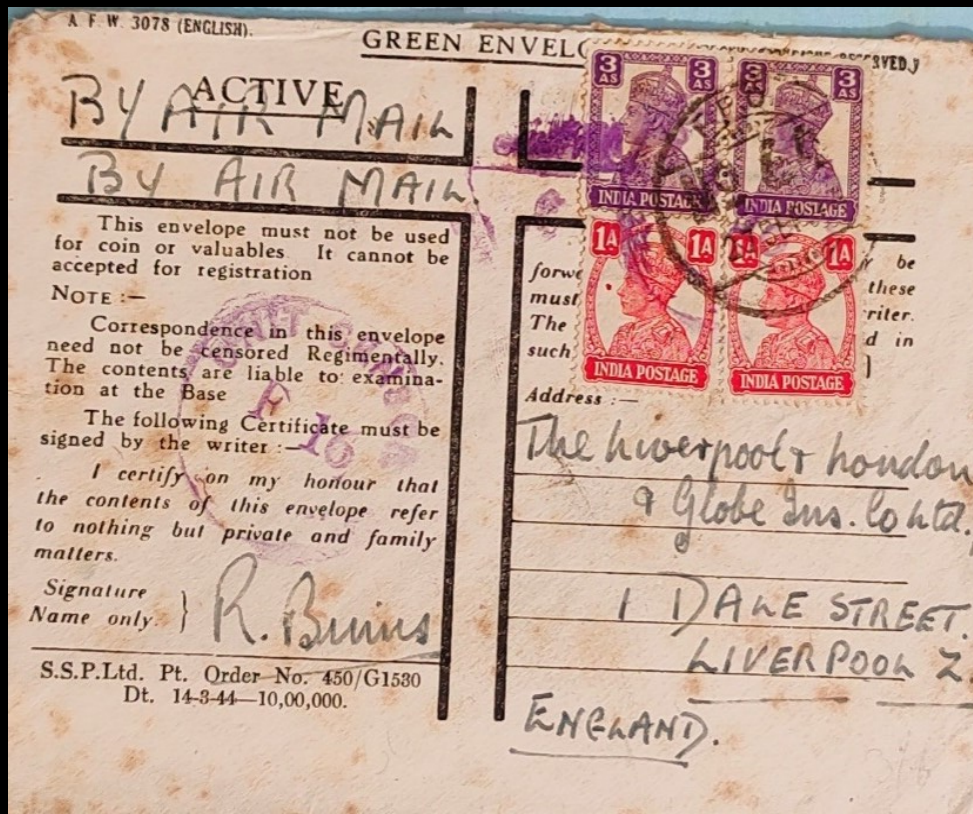 A. F. W. 3078 (ENGLISH).
GREEN ENVELO
ACTIVE
BY AIR MAIL
BY AIR MAIL.
This envelope must not be used
for coin or valuables. It cannot be
accepted for registration
NOTE :—
Correspondence in this envelope
need not be censored Regimentally.
The contents are liable to examina-
tion at the Base
The following Certificate must be
signed by the writer :—
I certify on my honour that
the contents of this envelope refer
to nothing but private and family
matters.
Signature
Name only. }
R. Burns
S.S.P.Ltd. Pt. Order No. 450/G1530
Dt. 14-3-44—10,00,000.
3 AS 3 AS
INDIA POSTAGE
3 AS 3 AS
INDIA POSTAGE
1A 1A
INDIA POSTAGE
1A 1A
INDIA POSTAGE
forwa be
must these
The riter.
such d in
Address :—
The Liverpool & London
& Globe Ins. Co Ltd.,
1 DALE STREET.
LIVERPOOL 2.
ENGLAND.